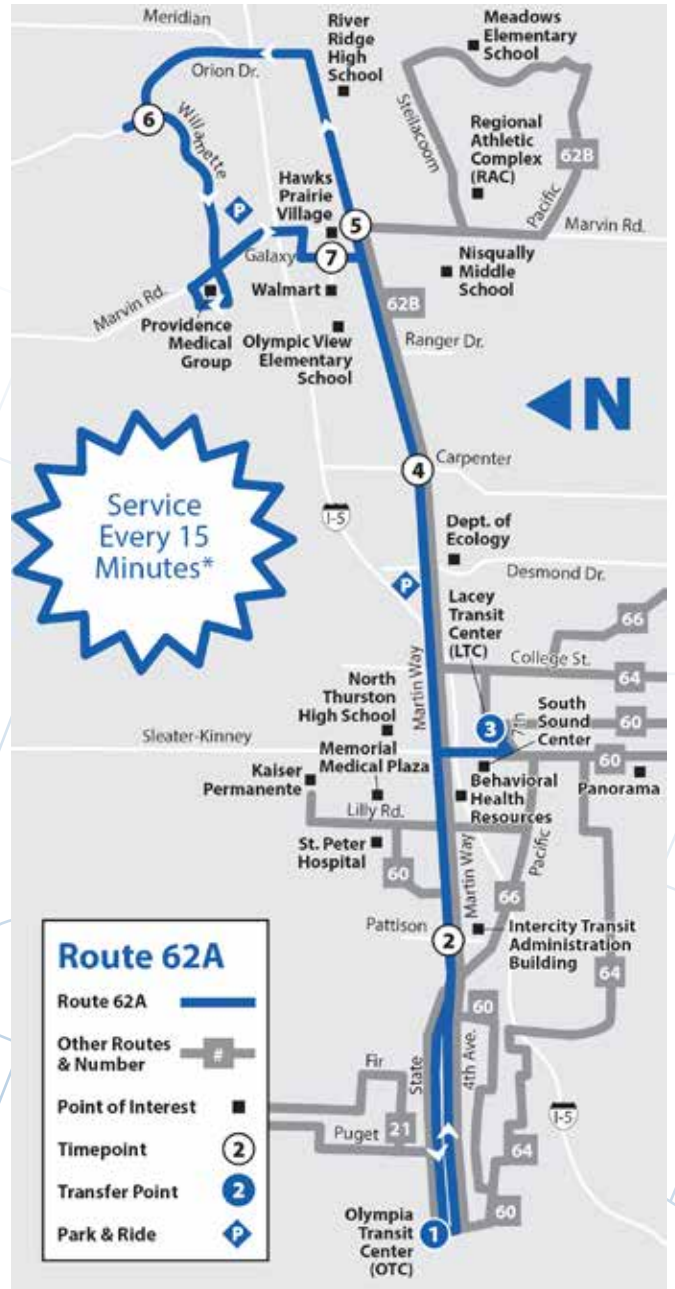 Meridian
River
Ridge
High
School
Meadows
Elementary
School
Orion Dr.
Steilacoom
6
Willamette
Regional
Athletic
Complex
(RAC)
62B
Pacific
P
Hawks
Prairie
Village
5
Marvin Rd.
Galaxy
7
Nisqually
Middle
School
Walmart
62B
Marvin Rd.
Providence
Medical
Group
Olympic View
Elementary
School
Ranger Dr.
N
4
Carpenter
Service
Every 15
Minutes*
I-5
Dept. of
Ecology
Desmond Dr.
P
Lacey
Transit
Center
(LTC)
66
College St.
64
Martin Way
North
Thurston
High School
3
7th
South
Sound
Center
60
Sleater-Kinney
60
Memorial
Medical Plaza
Kaiser
Permanente
Behavioral
Health
Resources
Panorama
Lilly Rd.
St. Peter
Hospital
60
Martin Way
Pacific
66
Pattison
2
Intercity Transit
Administration
Building
64
60
State
4th Ave.
Fir
21
Puget
I-5
64
60
Olympia
Transit
Center
(OTC)
1
Route 62A
Route 62A
Other Routes
& Number
#
Point of Interest
Timepoint
2
Transfer Point
2
Park & Ride
P